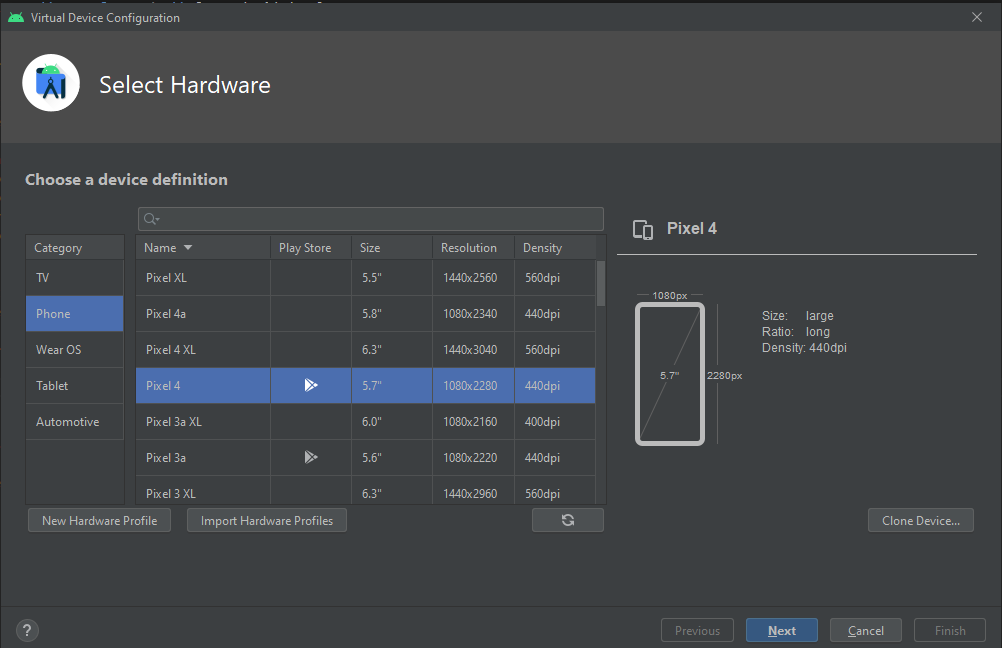 Virtual Device Configuration
Select Hardware
Choose a device definition
Category
TV
Phone
Wear OS
Tablet
Automotive
Name Play Store Size Resolution Density
Pixel XL 5.5" 1440x2560 560dpi
Pixel 4a 5.8" 1080x2340 440dpi
Pixel 4 XL 6.3" 1440x3040 560dpi
Pixel 4 5.7" 1080x2280 440dpi
Pixel 3a XL 6.0" 1080x2160 400dpi
Pixel 3a 5.6" 1080x2220 440dpi
Pixel 3 XL 6.3" 1440x2960 560dpi
New Hardware Profile Import Hardware Profiles
Pixel 4
1080px
5.7"
2280px
Size: large
Ratio: long
Density: 440dpi
Clone Device...
?
Previous Next Cancel Finish